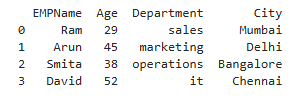 EMPName Age Department City
0 Ram 29 sales Mumbai
1 Arun 45 marketing Delhi
2 Smita 38 operations Bangalore
3 David 52 it Chennai